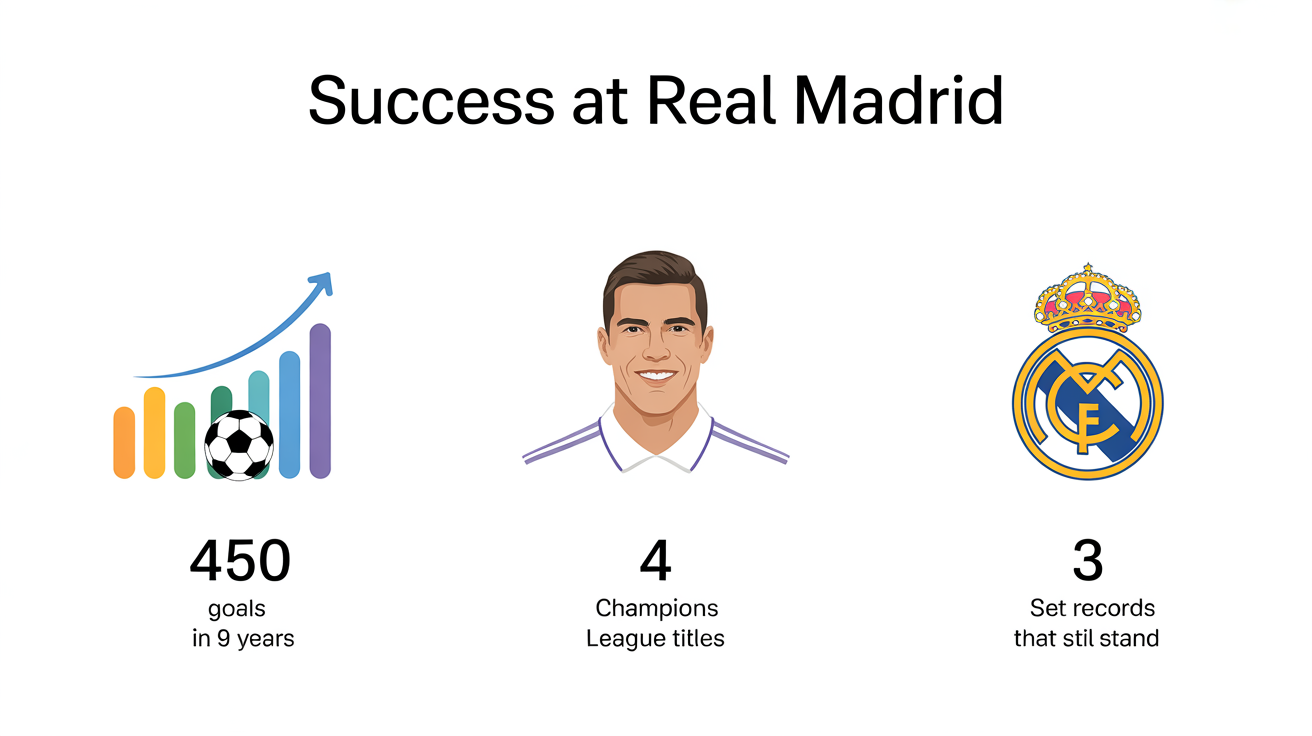 Success at Real Madrid
450
goals
in 9 years
4
Champions
League titles
3
Set records
that stil stand